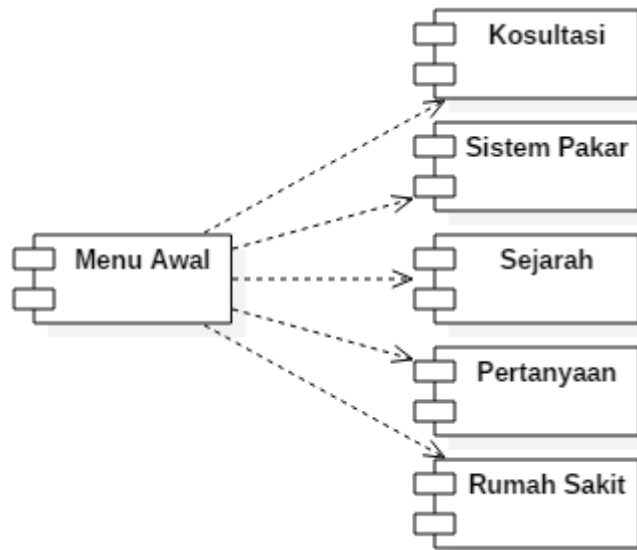 Kosultasi
Sistem Pakar
Menu Awal
Sejarah
Pertanyaan
Rumah Sakit